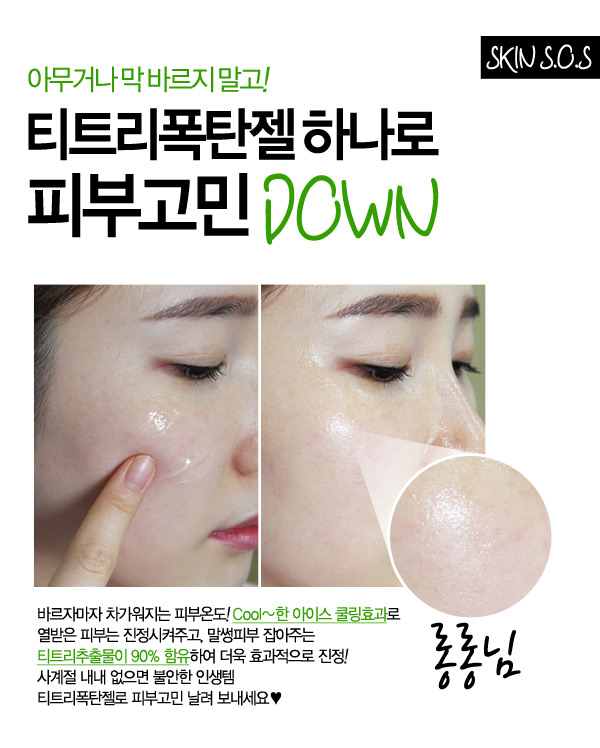 SKIN S.O.S
아무거나 막 바르지 말고!
티트리폭탄젤 하나로
피부고민 DOWN
바르자마자 차가워지는 피부온도! Cool~한 아이스 쿨링효과로
열받은 피부는 진정시켜주고, 말썽피부 잡아주는
티트리추출물이 90% 함유하여 더욱 효과적으로 진정!
사계절 내내 없으면 불안한 인생템
티트리폭탄젤로 피부고민 날려 보내세요♥
롱롱님